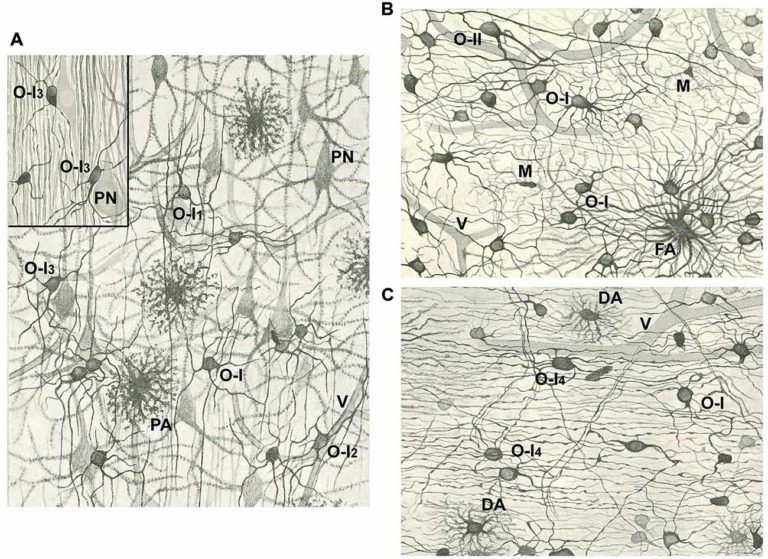 A
O-I3
O-I3
PN
PN
O-I1
O-I3
O-I
PA
V
O-I2
B
O-II
O-I
M
M
O-I
V
FA
C
DA
V
O-I4
O-I
O-I4
DA